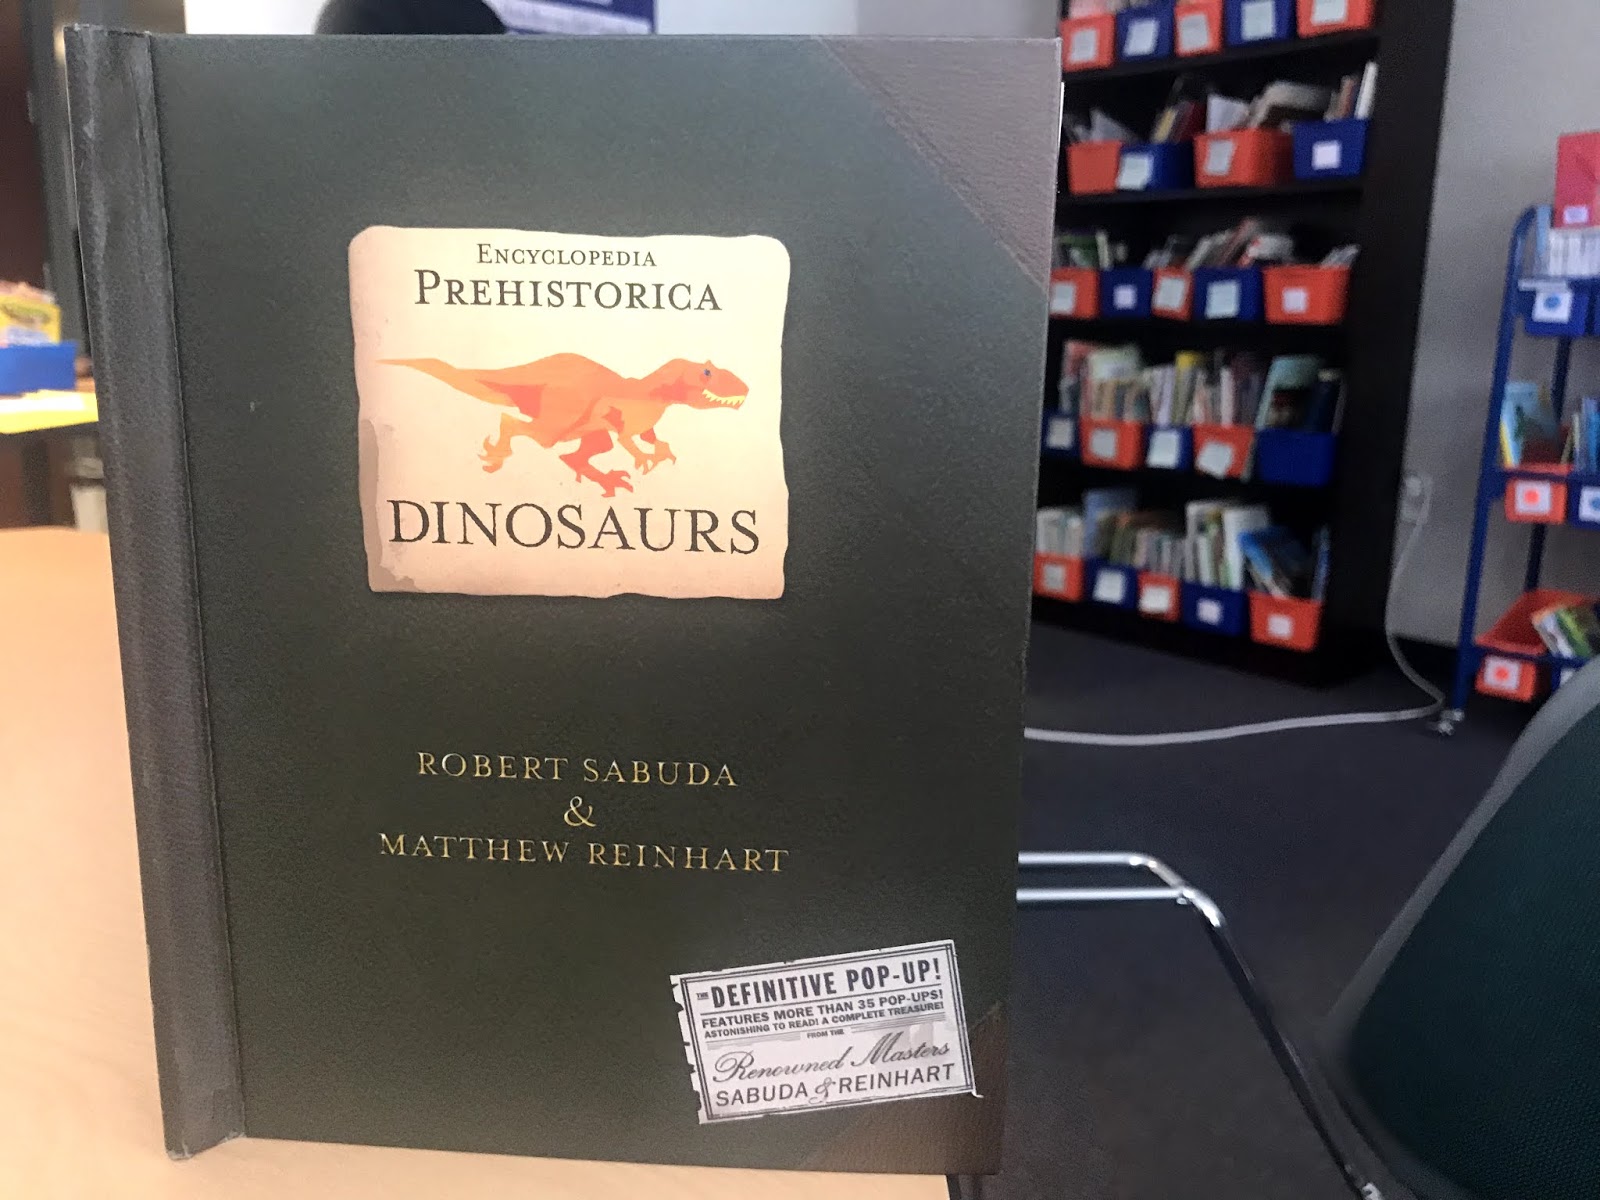 ENCYCLOPEDIA
PREHISTORICA
DINOSAURS
ROBERT SABUDA
&
MATTHEW REINHART
THE DEFINITIVE POP-UP!
FEATURES MORE THAN 35 POP-UPS!
ASTONISHING TO READ! A COMPLETE TREASURE!
FROM THE
Renowned Masters
SABUDA & REINHART